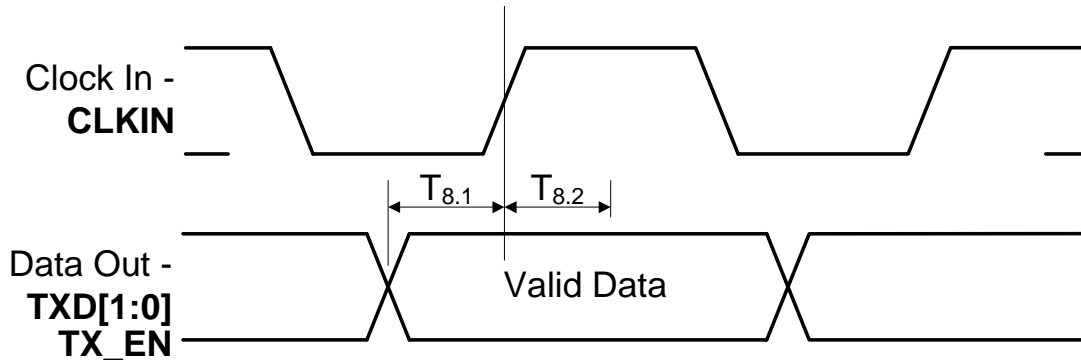 Clock In -
CLKIN
T8.1
T8.2
Data Out -
TXD[1:0]
TX_EN
Valid Data